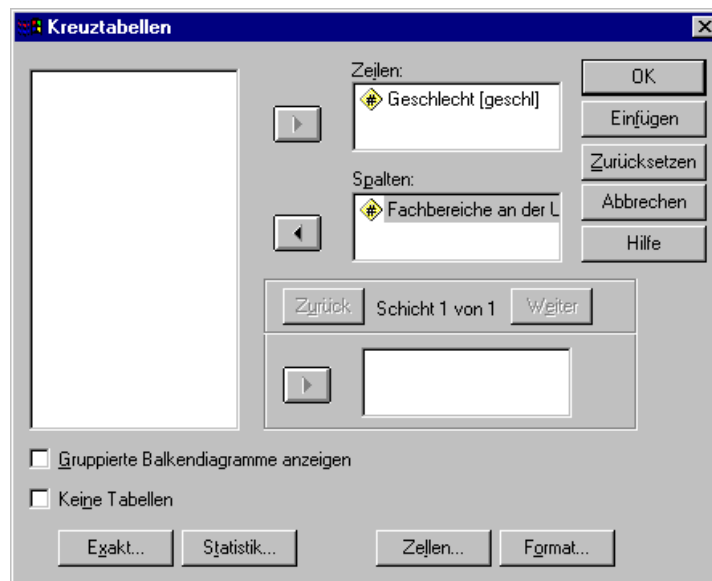 Kreuztabellen
Zeilen:
Geschlecht [geschl]
Spalten:
Fachbereiche an der U
OK
Einfügen
Zurücksetzen
Abbrechen
Hilfe
Zurück
Schicht 1 von 1
Weiter
Gruppierte Balkendiagramme anzeigen
Keine Tabellen
Exakt...
Statistik...
Zellen...
Format...